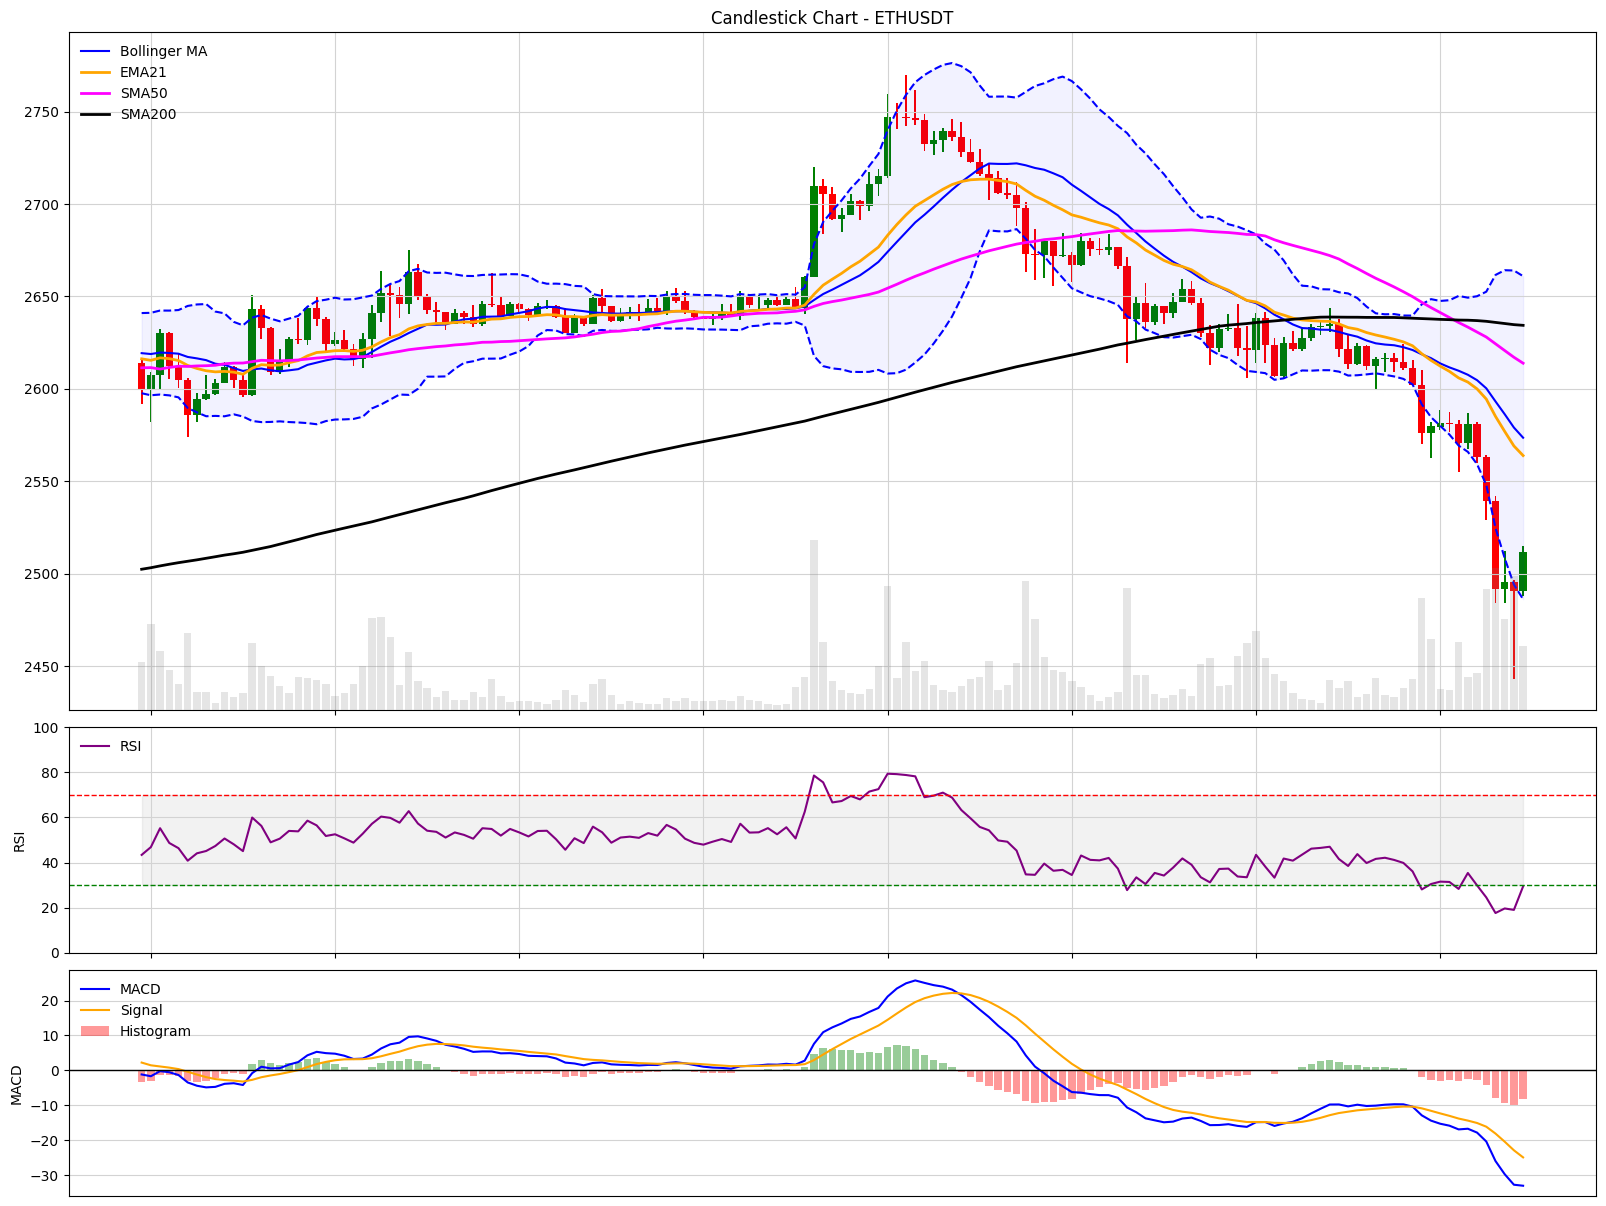 Candlestick Chart - ETHUSDT
Bollinger MA
EMA21
SMA50
SMA200
2750
2700
2650
2600
2550
2500
2450
100
80
60
40
20
0
RSI
RSI
MACD
Signal
Histogram
20
10
0
−10
−20
−30
MACD